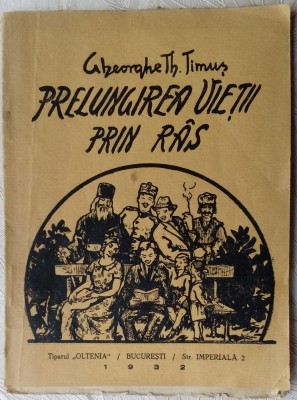 Gheorghe Th. Timuș
PRELUNGIREA VIEȚII
PRIN RÂS
Tiparul „OLTENIA" / BUCUREȘTI / Str. IMPERIALĂ 2
1 9 3 2